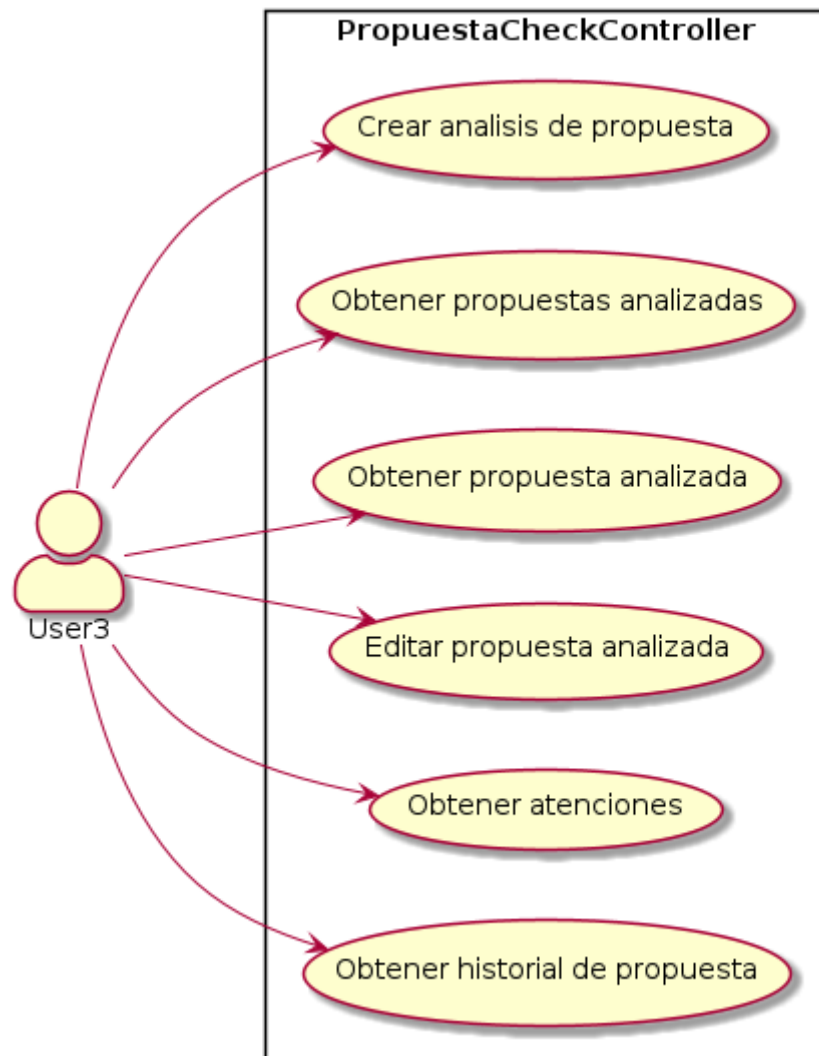 PropuestaCheckController
Crear analisis de propuesta
Obtener propuestas analizadas
Obtener propuesta analizada
Editar propuesta analizada
User3
Obtener atenciones
Obtener historial de propuesta